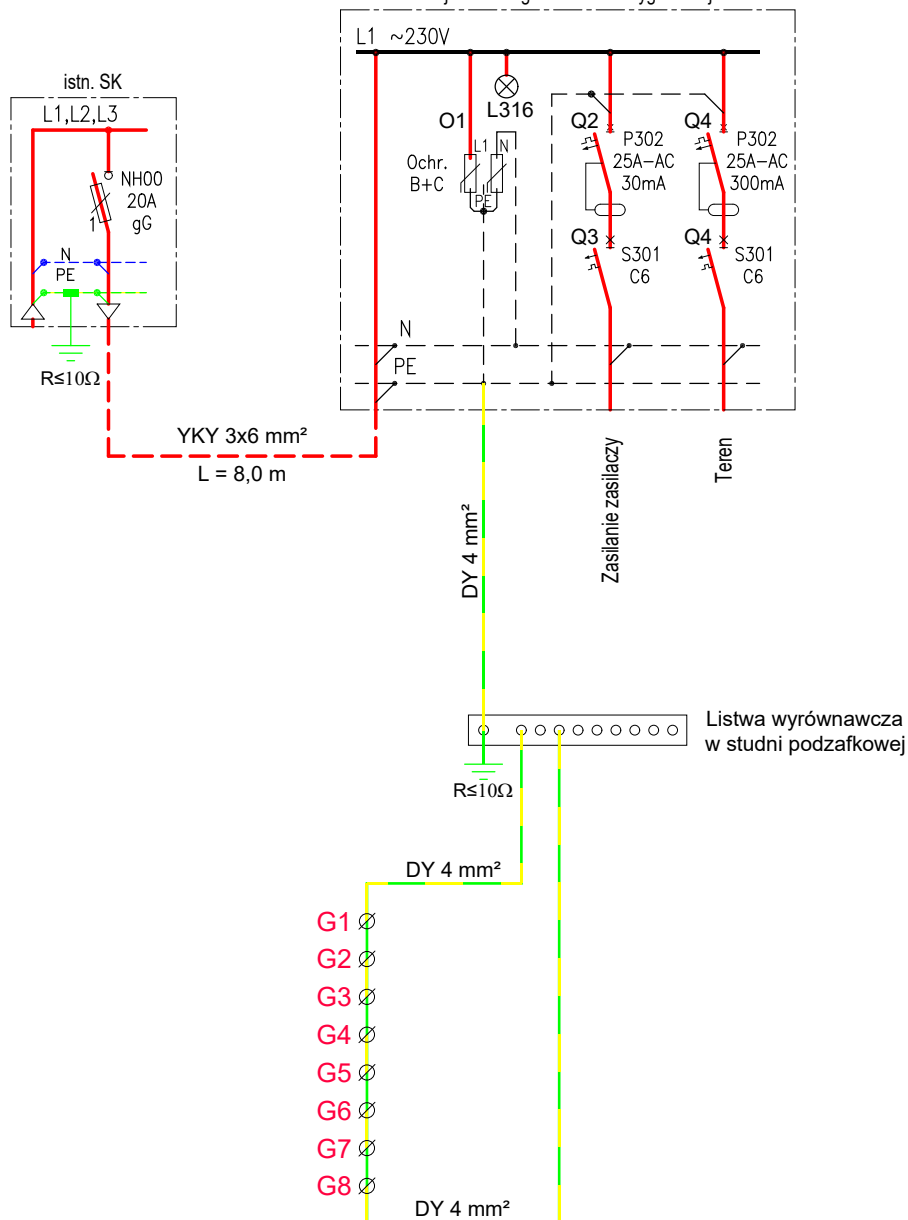 L1 ~230V
istn. SK
L1,L2,L3
NH00
20A
gG
1
N
PE
R≤10Ω
O1
L316
Ochr.
B+C
L1 N
PE
Q2
P302
25A-AC
30mA
Q4
P302
25A-AC
300mA
Q3
S301
C6
Q4
S301
C6
N
PE
YKY 3x6 mm²
L = 8,0 m
Zasilanie zasilaczy
Teren
DY 4 mm²
Listwa wyrównawcza
w studni podzafkowej
R≤10Ω
DY 4 mm²
G1
G2
G3
G4
G5
G6
G7
G8
DY 4 mm²